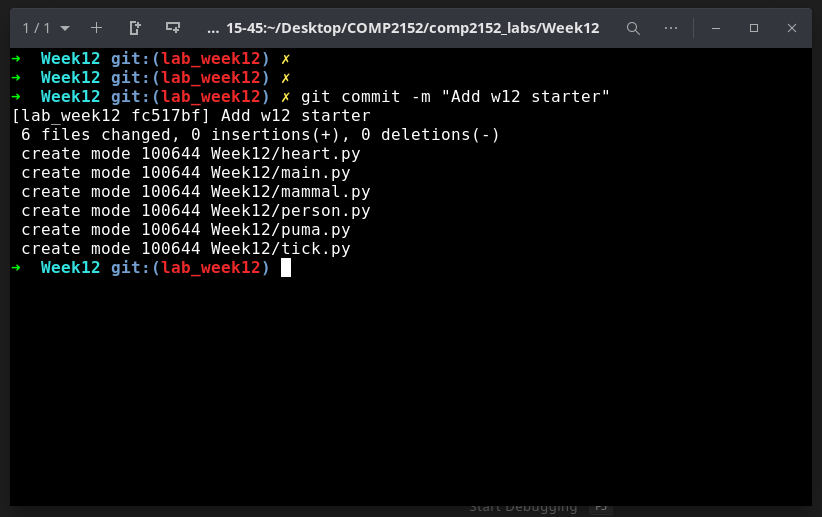 1 / 1
... 15-45:~/Desktop/COMP2152/comp2152_labs/Week12
➜ Week12 git:(lab_week12) ✗
➜ Week12 git:(lab_week12) ✗
➜ Week12 git:(lab_week12) ✗ git commit -m "Add w12 starter"
[lab_week12 fc517bf] Add w12 starter
6 files changed, 0 insertions(+), 0 deletions(-)
create mode 100644 Week12/heart.py
create mode 100644 Week12/main.py
create mode 100644 Week12/mammal.py
create mode 100644 Week12/person.py
create mode 100644 Week12/puma.py
create mode 100644 Week12/tick.py
➜ Week12 git:(lab_week12)
Start Debugging F5